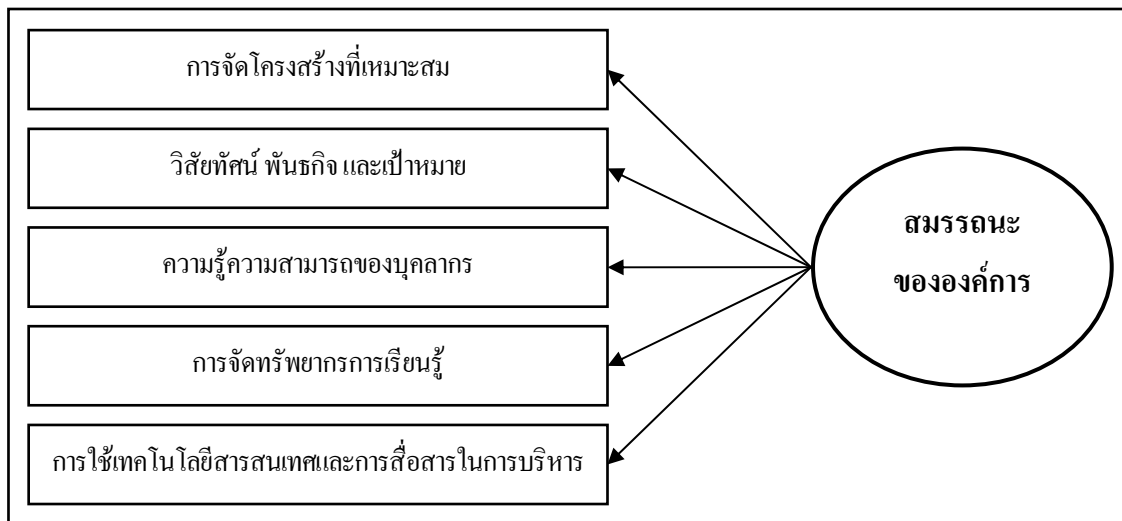 การจัดโครงสร้างที่เหมาะสม
วิสัยทัศน์ พันธกิจ และเป้าหมาย
ความรู้ความสามารถของบุคลากร
การจัดทรัพยากรการเรียนรู้
การใช้เทคโนโลยีสารสนเทศและการสื่อสารในการบริหาร
สมรรถนะ
ขององค์การ